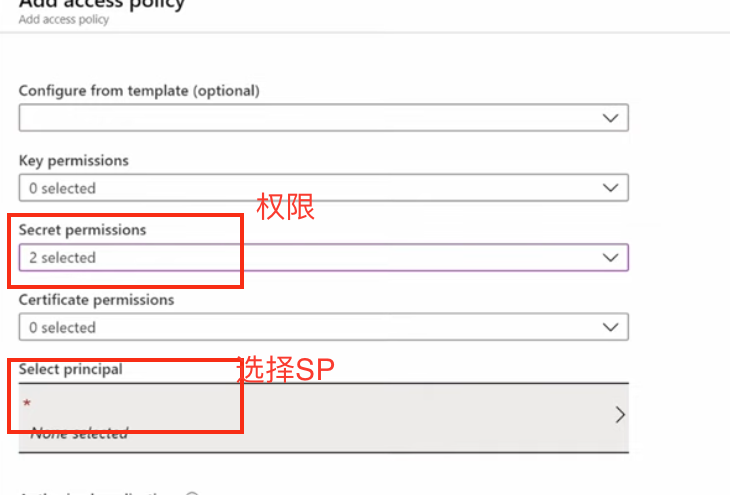 Add access policy
Add access policy
Configure from template (optional)
Key permissions
0 selected
权限
Secret permissions
2 selected
Certificate permissions
0 selected
Select principal
选择SP
*
None selected